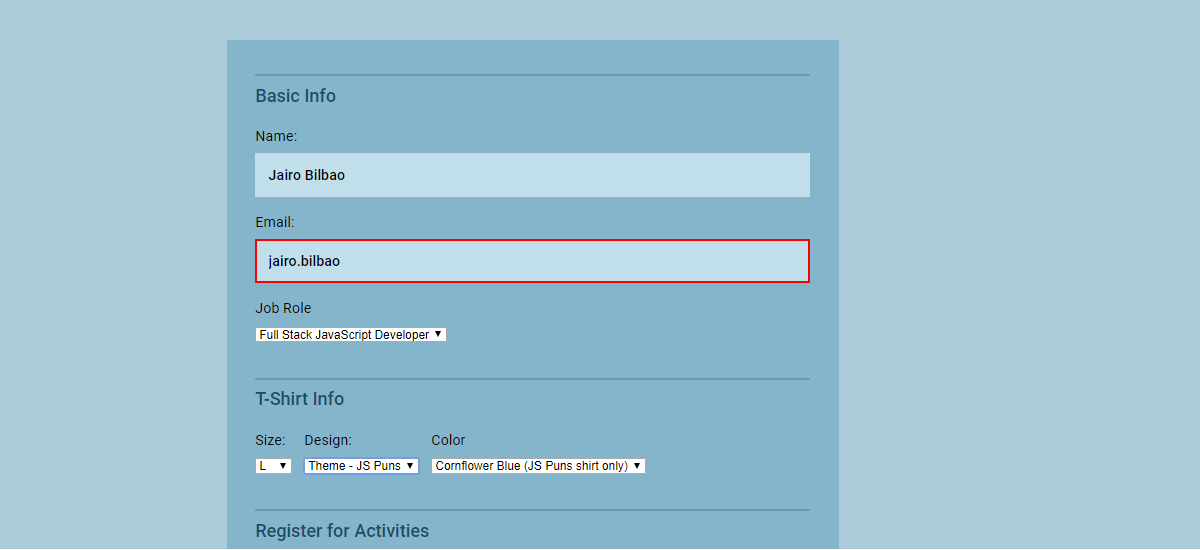 Basic Info
Name:
Jairo Bilbao
Email:
jairo.bilbao
Job Role
Full Stack JavaScript Developer
T-Shirt Info
Size: Design: Color
L Theme - JS Puns Cornflower Blue (JS Puns shirt only)
Register for Activities